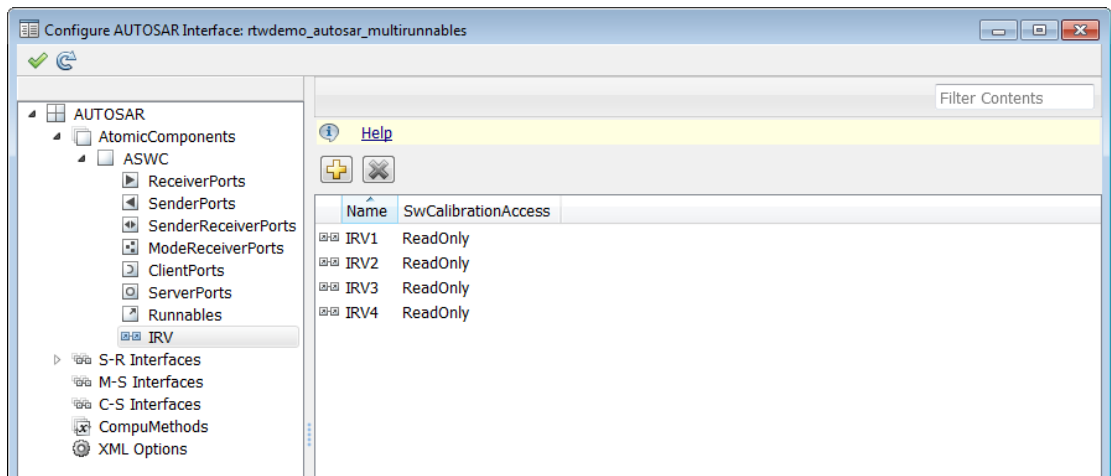 Configure AUTOSAR Interface: rtwdemo_autosar_multirunnables
Filter Contents
AUTOSAR
AtomicComponents
ASWC
ReceiverPorts
SenderPorts
SenderReceiverPorts
ModeReceiverPorts
ClientPorts
ServerPorts
Runnables
IRV
S-R Interfaces
M-S Interfaces
C-S Interfaces
CompuMethods
XML Options
Help
Name SwCalibrationAccess
IRV1 ReadOnly
IRV2 ReadOnly
IRV3 ReadOnly
IRV4 ReadOnly